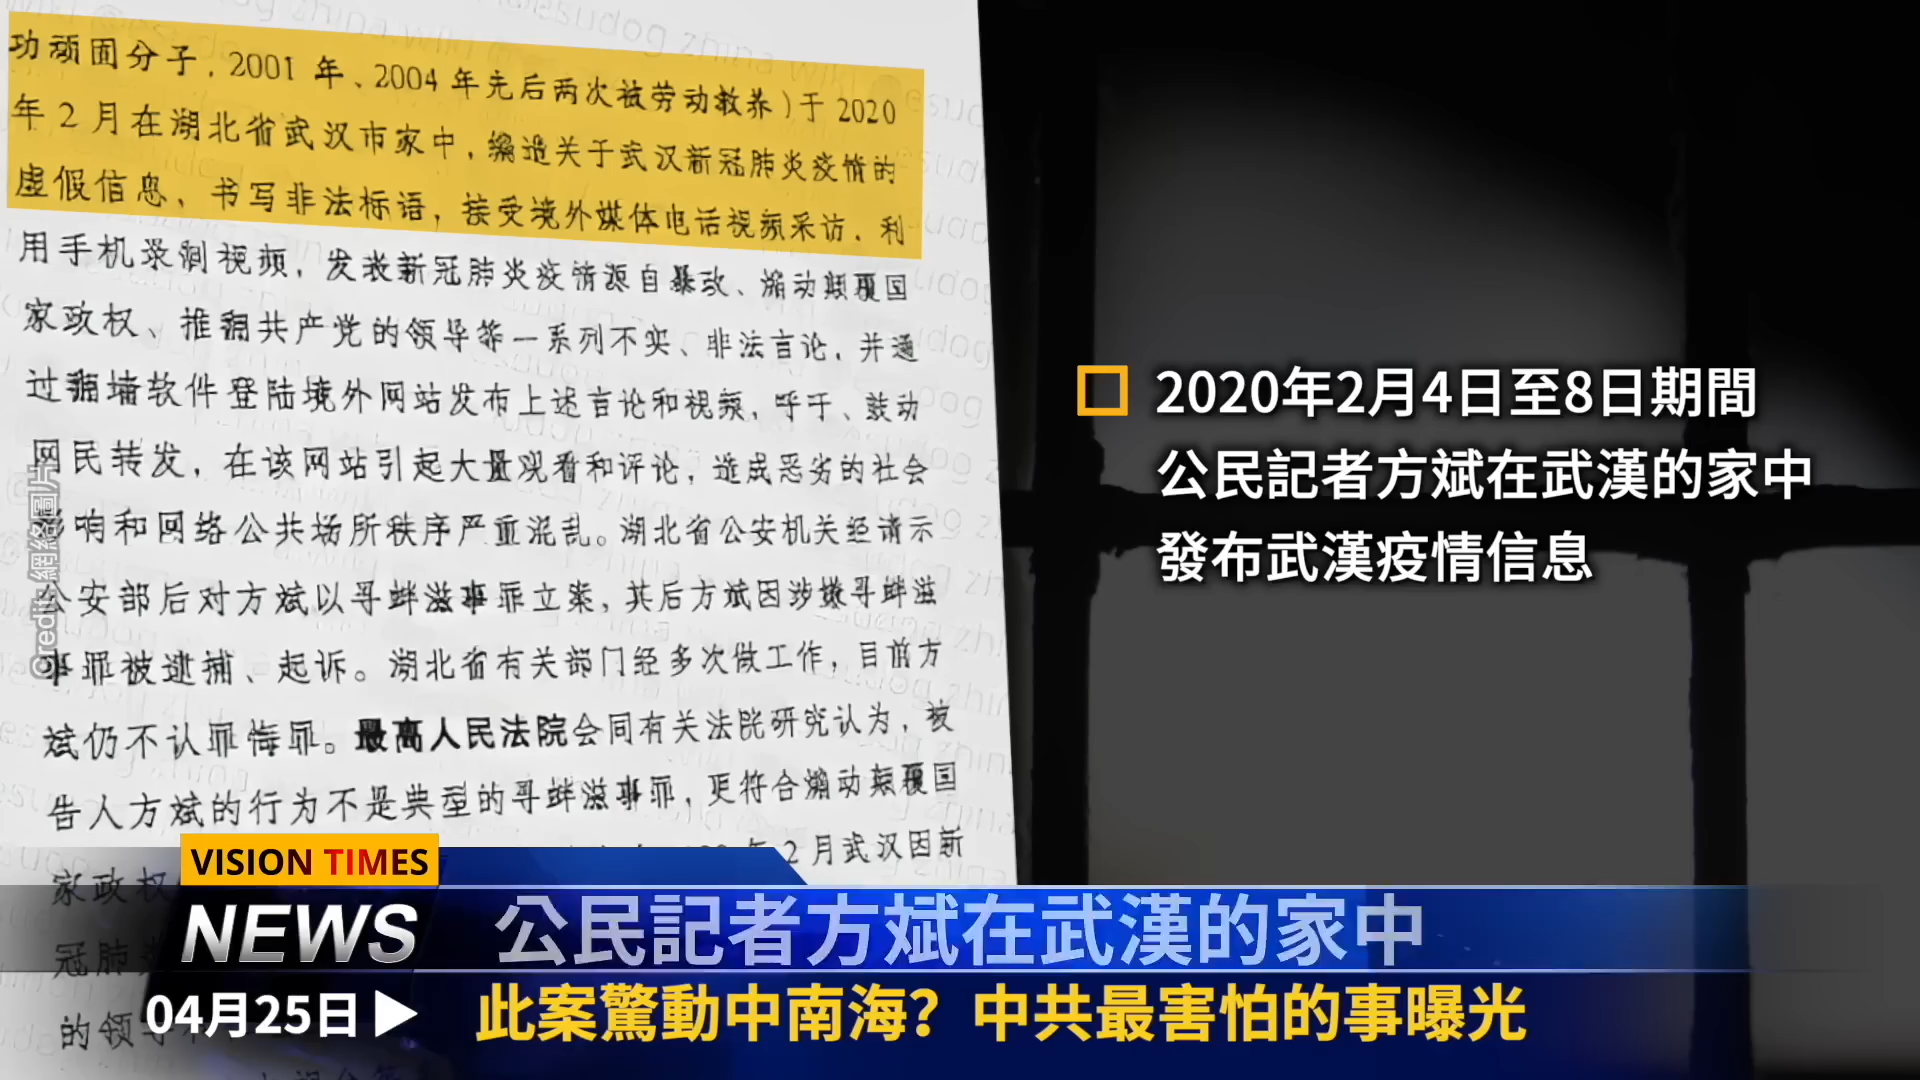 功顽固分子，2001 年、2004 年先后两次被劳动教养）于 2020
年 2 月在湖北省武汉市家中，编造关于武汉新冠肺炎疫情的
虚假信息、书写非法标语，接受境外媒体电话视频采访，利
用手机录制视频，发表新冠肺炎疫情源自暴政、煽动颠覆国
家政权、推翻共产党的领导等一系列不实、非法言论，并通
过翻墙软件登陆境外网站发布上述言论和视频，呼吁、鼓动
网民转发，在该网站引起大量观看和评论，造成恶劣的社会
影响和网络公共场所秩序严重混乱。湖北省公安机关经请示
公安部后对方斌以寻衅滋事罪立案，其后方斌因涉嫌寻衅滋
事罪被逮捕、起诉。湖北省有关部门经多次做工作，目前方
斌仍不认罪悔罪。最高人民法院会同有关法院研究认为，被
告人方斌的行为不是典型的寻衅滋事罪，更符合煽动颠覆国
家政权
年 2 月武汉因新
冠肺
的领导
Credit:網絡圖片
2020年2月4日至8日期間
公民記者方斌在武漢的家中
發布武漢疫情信息
VISION TIMES
NEWS
公民記者方斌在武漢的家中
04月25日
此案驚動中南海？中共最害怕的事曝光